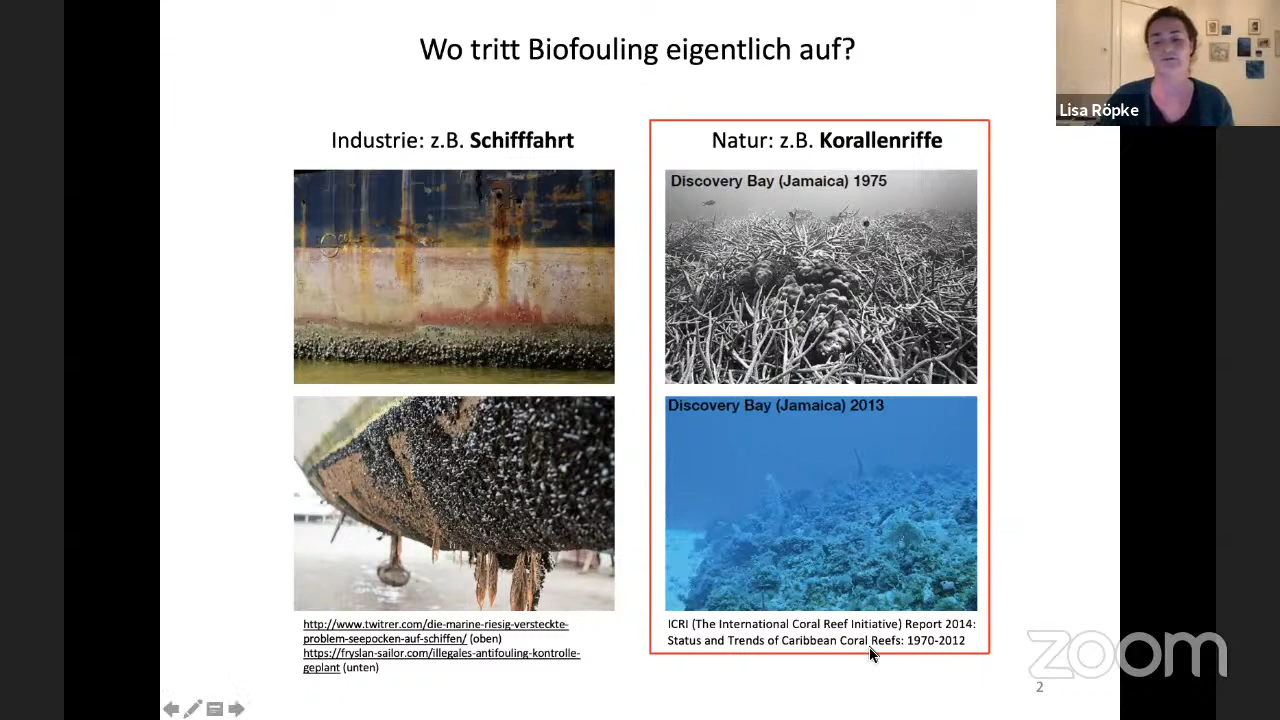 Wo tritt Biofouling eigentlich auf?
Lisa Röpke
Industrie: z.B. Schifffahrt
Natur: z.B. Korallenriffe
Discovery Bay (Jamaica) 1975
Discovery Bay (Jamaica) 2013
http://www.twitrer.com/die-marine-riesig-versteckte-
problem-seepocken-auf-schiffen/ (oben)
https://fryslan-sailor.com/illegales-antifouling-kontrolle-
geplant (unten)
ICRI (The International Coral Reef Initiative) Report 2014:
Status and Trends of Caribbean Coral Reefs: 1970-2012
zoom
2